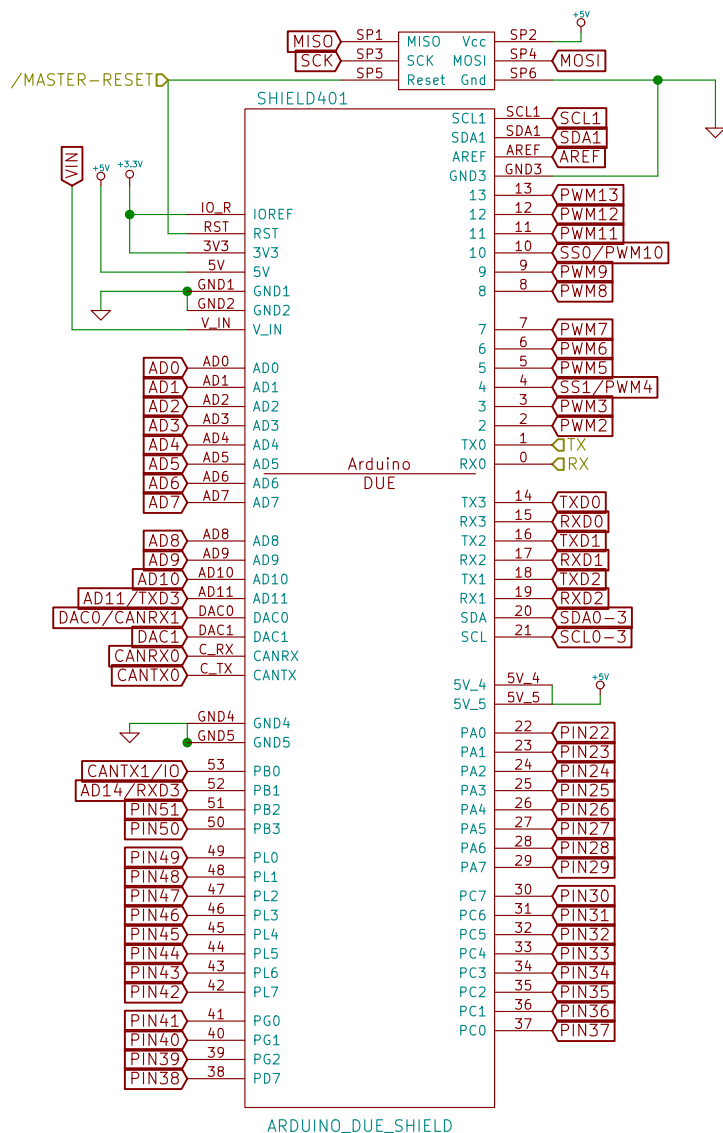 +5V
MISO SP1 MISO Vcc SP2
SCK SP3 SCK MOSI SP4 MOSI
/MASTER-RESET SP5 Reset Gnd SP6
SHIELD401
SCL1 SCL1 SCL1
SDA1 SDA1 SDA1
AREF AREF AREF
GND3 GND3
VIN
+5V
+3.3V
13 13 PWM13
IO_R IOREF 12 12 PWM12
RST RST 11 11 PWM11
3V3 3V3 10 10 SS0/PWM10
5V 5V 9 9 PWM9
GND1 GND1 8 8 PWM8
GND2 GND2
V_IN V_IN 7 7 PWM7
6 6 PWM6
AD0 AD0 AD0 5 5 PWM5
AD1 AD1 AD1 4 4 SS1/PWM4
AD2 AD2 AD2 3 3 PWM3
AD3 AD3 AD3 2 2 PWM2
AD4 AD4 AD4 TX0 1 TX
AD5 AD5 AD5 Arduino RX0 0 RX
AD6 AD6 AD6 DUE
AD7 AD7 AD7 TX3 14 TXD0
RX3 15 RXD0
AD8 AD8 AD8 TX2 16 TXD1
AD9 AD9 AD9 RX2 17 RXD1
AD10 AD10 AD10 TX1 18 TXD2
AD11/TXD3 AD11 AD11 RX1 19 RXD2
DAC0/CANRX1 DAC0 DAC0 SDA 20 SDA0-3
DAC1 DAC1 DAC1 SCL 21 SCL0-3
CANRX0 C_RX CANRX
CANTX0 C_TX CANTX
+5V
5V_4 5V_4
5V_5 5V_5
GND4 GND4 PA0 22 PIN22
GND5 GND5 PA1 23 PIN23
CANTX1/IO 53 PB0 PA2 24 PIN24
AD14/RXD3 52 PB1 PA3 25 PIN25
PIN51 51 PB2 PA4 26 PIN26
PIN50 50 PB3 PA5 27 PIN27
PA6 28 PIN28
PIN49 49 PL0 PA7 29 PIN29
PIN48 48 PL1
PIN47 47 PL2 PC7 30 PIN30
PIN46 46 PL3 PC6 31 PIN31
PIN45 45 PL4 PC5 32 PIN32
PIN44 44 PL5 PC4 33 PIN33
PIN43 43 PL6 PC3 34 PIN34
PIN42 42 PL7 PC2 35 PIN35
PC1 36 PIN36
PIN41 41 PG0 PC0 37 PIN37
PIN40 40 PG1
PIN39 39 PG2
PIN38 38 PD7
ARDUINO_DUE_SHIELD